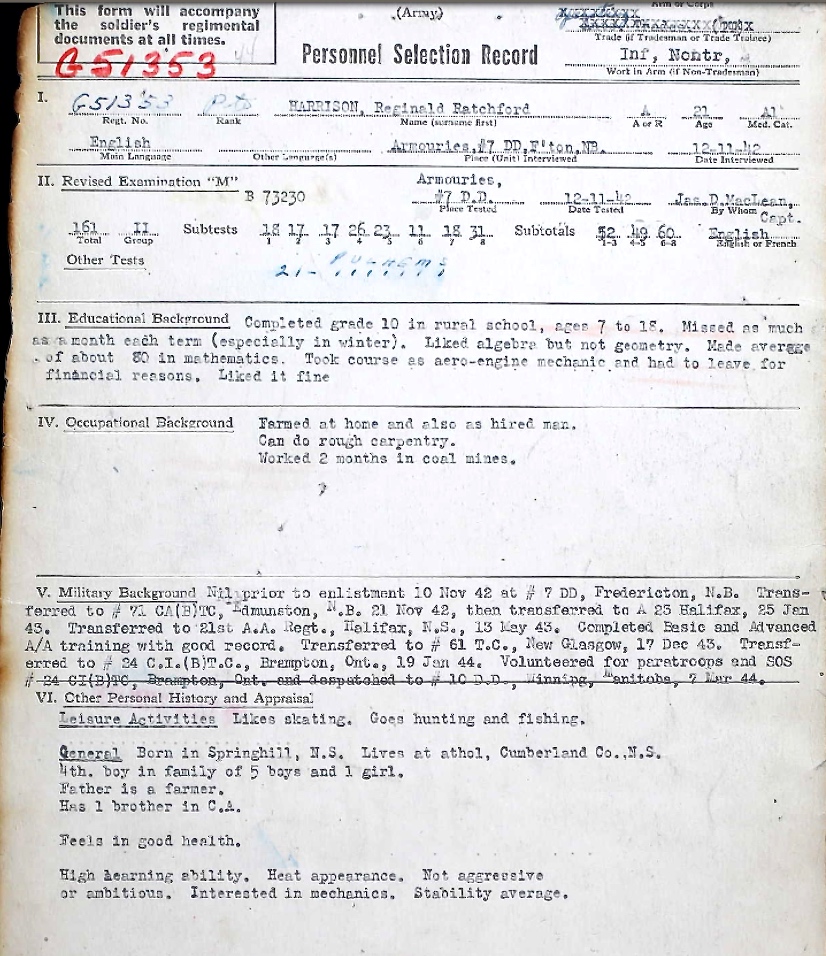 This form will accompany
the soldier's regimental
documents at all times.
G51353
(Army)
Personnel Selection Record
Arm or Corps
Trade (if Tradesman or Trade Trainee)
Inf, Nontr,
Work in Arm (if Non-Tradesman)
I.
G51353 Pte HARRISON, Reginald Ratchford A 21 A1
Regt. No. Rank Name (surname first) A or R Age Med. Cat.
English Armouries,#7 DD,F'ton,NB. 12-11-42
Main Language Other Language(s) Place (Unit) Interviewed Date Interviewed
II. Revised Examination "M" B 73230 Armouries,
#7 D.D. 12-11-42 Jas.D.MacLean, Capt.
Place Tested Date Tested By Whom
161 II Subtests 18 17 17 26 23 11 18 31 Subtotals 52 49 60 English
Total Group 1 2 3 4 5 6 7 8 1-3 4-5 6-8 English or French
Other Tests
III. Educational Background Completed grade 10 in rural school, ages 7 to 18. Missed as much
as a month each term (especially in winter). Liked algebra but not geometry. Made average
of about 80 in mathematics. Took course as aero-engine mechanic and had to leave for
financial reasons. Liked it fine
IV. Occupational Background Farmed at home and also as hired man.
Can do rough carpentry.
Worked 2 months in coal mines.
V. Military Background Nil prior to enlistment 10 Nov 42 at # 7 DD, Fredericton, N.B. Trans-
ferred to # 71 CA(B)TC, Edmunston, N.B. 21 Nov 42, then transferred to A 23 Halifax, 25 Jan
43. Transferred to 21st A.A. Regt., Halifax, N.S., 13 May 43. Completed Basic and Advanced
A/A training with good record. Transferred to # 61 T.C., New Glasgow, 17 Dec 43. Transf-
erred to # 24 C.I.(B)T.C., Brampton, Ont., 19 Jan 44. Volunteered for paratroops and SOS
# 24 CI(B)TC, Brampton, Ont. and despatched to # 10 D.D., Winnipg, Manitoba, 7 Mar 44.
VI. Other Personal History and Appraisal
Leisure Activities Likes skating. Goes hunting and fishing.
General Born in Springhill, N.S. Lives at athol, Cumberland Co.,N.S.
4th. boy in family of 5 boys and 1 girl.
Father is a farmer.
Has 1 brother in C.A.
Feels in good health.
High learning ability. Neat appearance. Not aggressive
or ambitious. Interested in mechanics. Stability average.